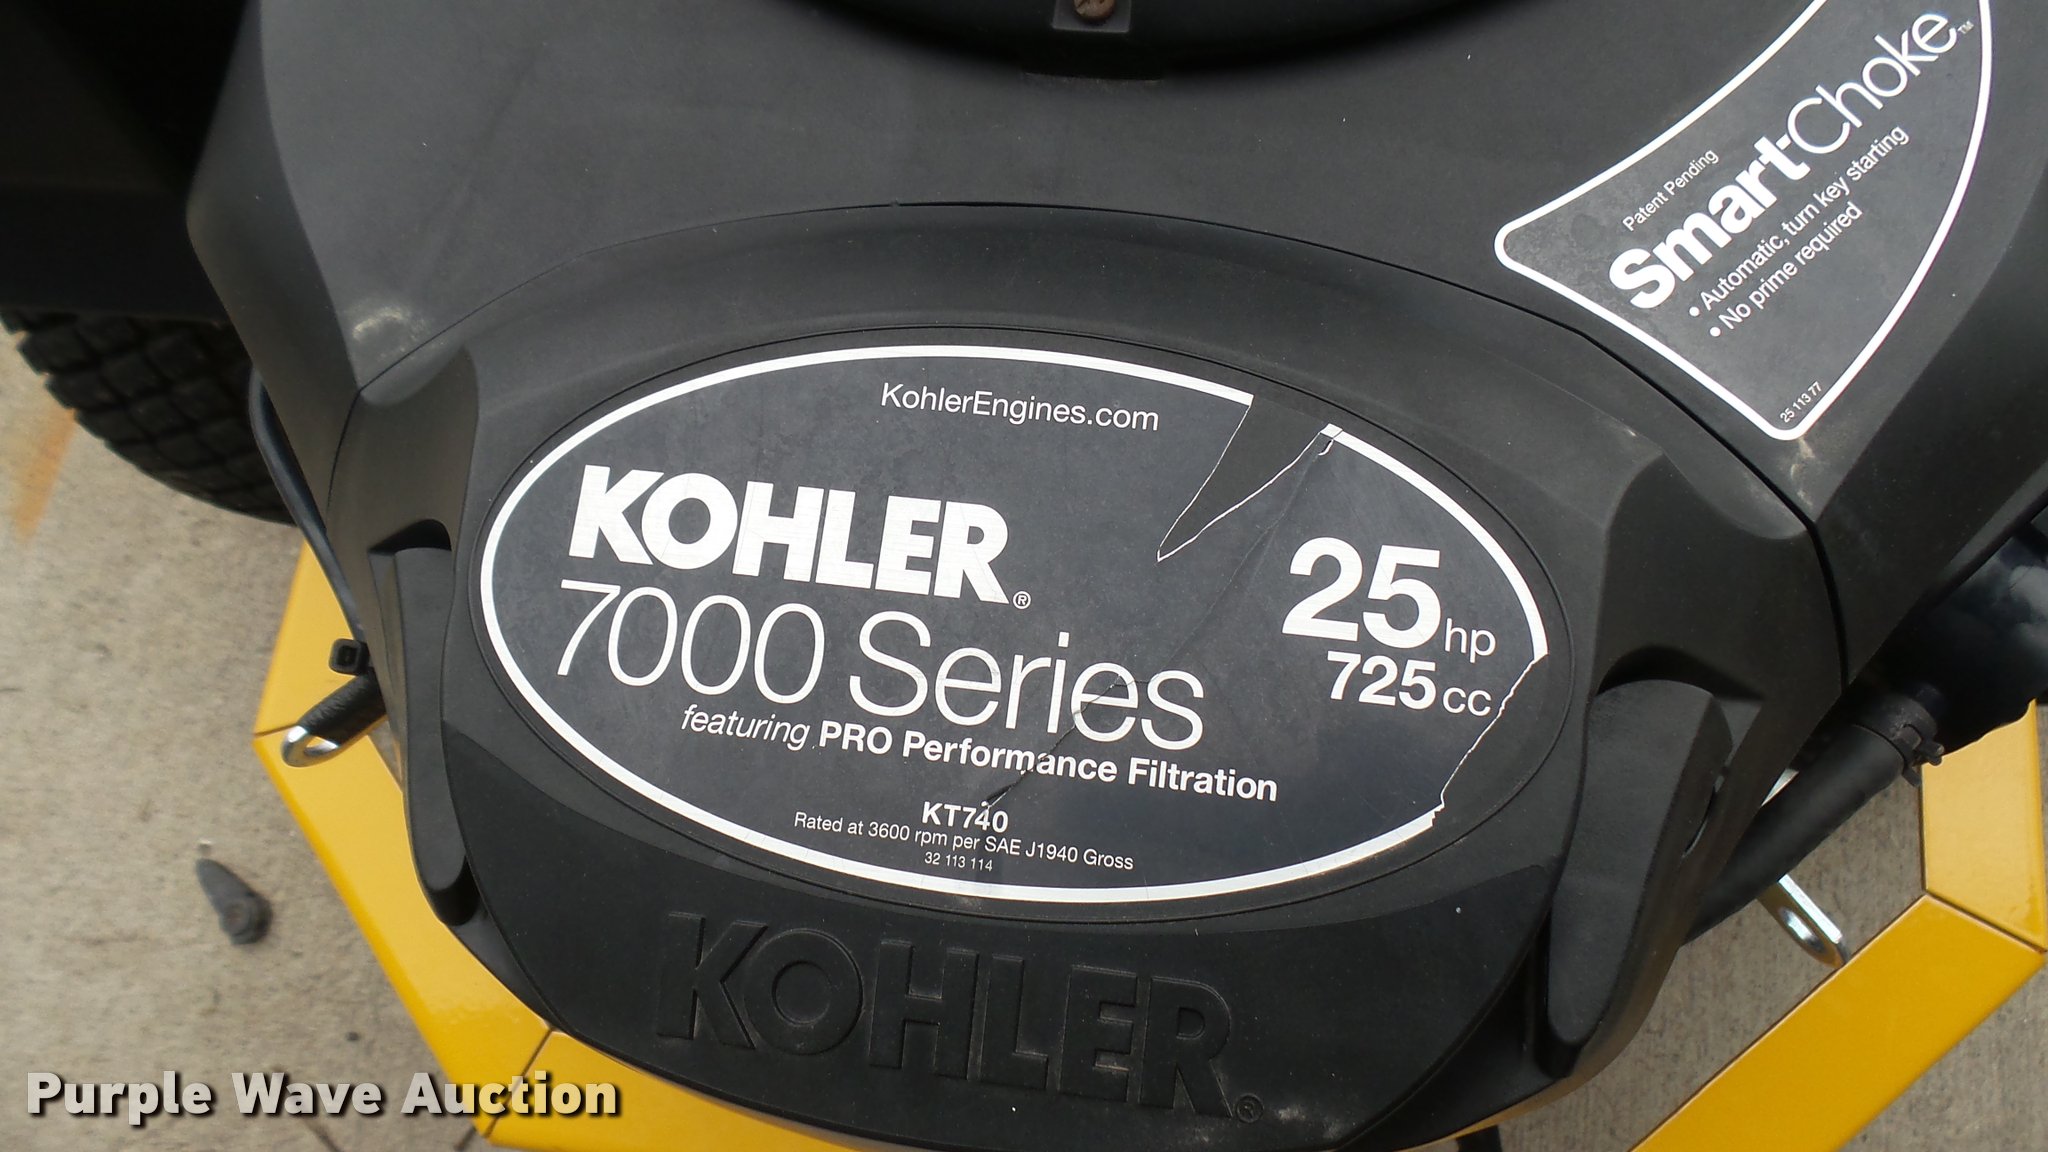 Patent Pending
Smart-Choke™
• Automatic, turn key starting
• No prime required
25 113 77
KohlerEngines.com
KOHLER®
7000 Series
featuring PRO Performance Filtration
25 hp
725 cc
KT740
Rated at 3600 rpm per SAE J1940 Gross
32 113 114
KOHLER®
Purple Wave Auction